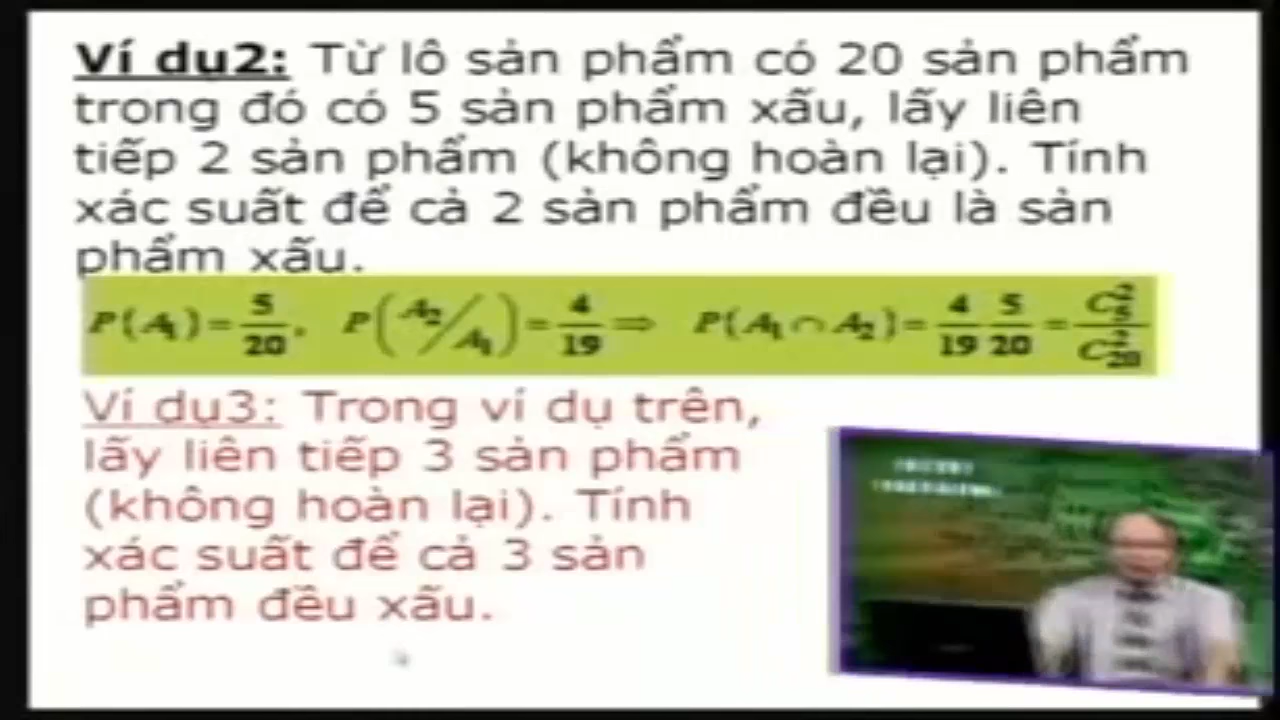 Ví dụ2: Từ lô sản phẩm có 20 sản phẩm
trong đó có 5 sản phẩm xấu, lấy liên
tiếp 2 sản phẩm (không hoàn lại). Tính
xác suất để cả 2 sản phẩm đều là sản
phẩm xấu.
P(A₁)=5/20, P(A₂/A₁)=4/19 ⇒ P(A₁∩A₂)=4/19 5/20 = C₅²/C₂₀²
Ví dụ3: Trong ví dụ trên,
lấy liên tiếp 3 sản phẩm
(không hoàn lại). Tính
xác suất để cả 3 sản
phẩm đều xấu.